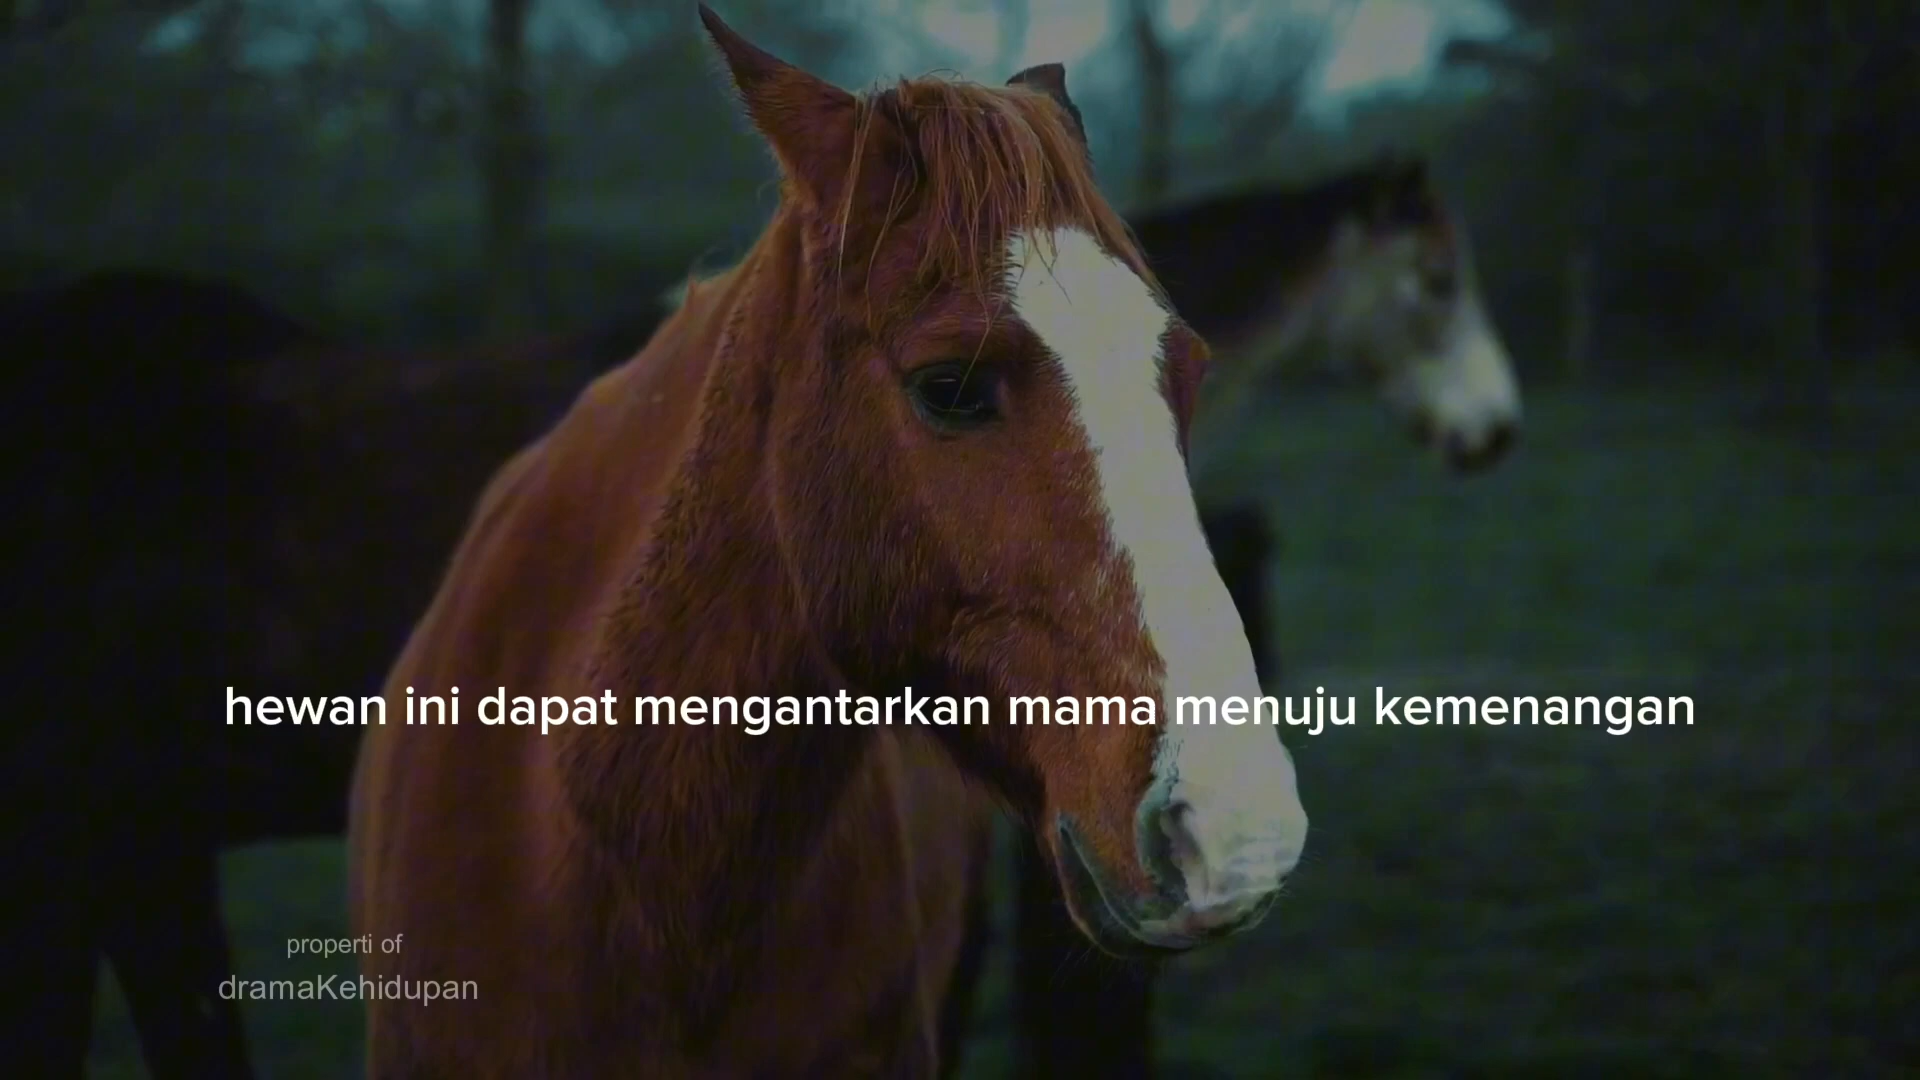 hewan ini dapat mengantarkan mama menuju kemenangan
properti of
dramaKehidupan